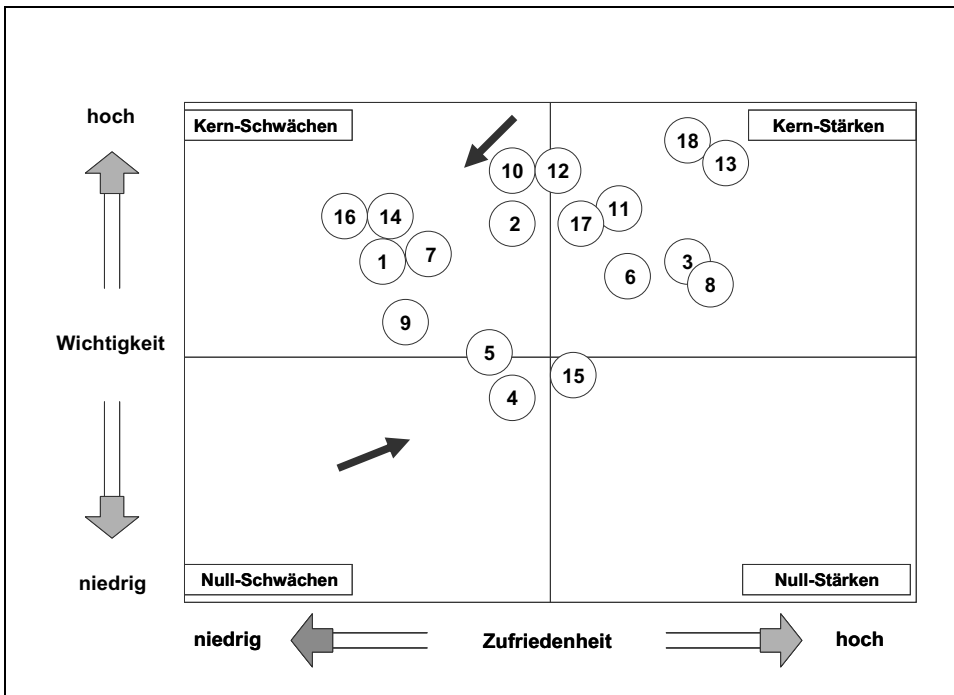 hoch
Kern-Schwächen
Kern-Stärken
18
13
10
12
16
14
2
17
11
1
7
6
3
8
9
Wichtigkeit
5
15
4
niedrig
Null-Schwächen
Null-Stärken
niedrig
Zufriedenheit
hoch